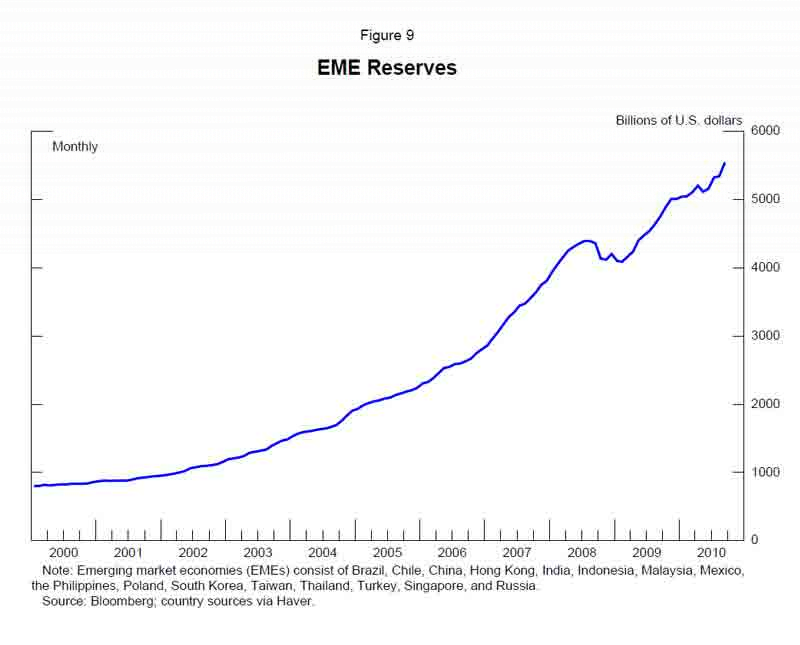 Figure 9
EME Reserves
Billions of U.S. dollars
Monthly
6000
5000
4000
3000
2000
1000
0
2000 2001 2002 2003 2004 2005 2006 2007 2008 2009 2010
Note: Emerging market economies (EMEs) consist of Brazil, Chile, China, Hong Kong, India, Indonesia, Malaysia, Mexico,
the Philippines, Poland, South Korea, Taiwan, Thailand, Turkey, Singapore, and Russia.
Source: Bloomberg; country sources via Haver.